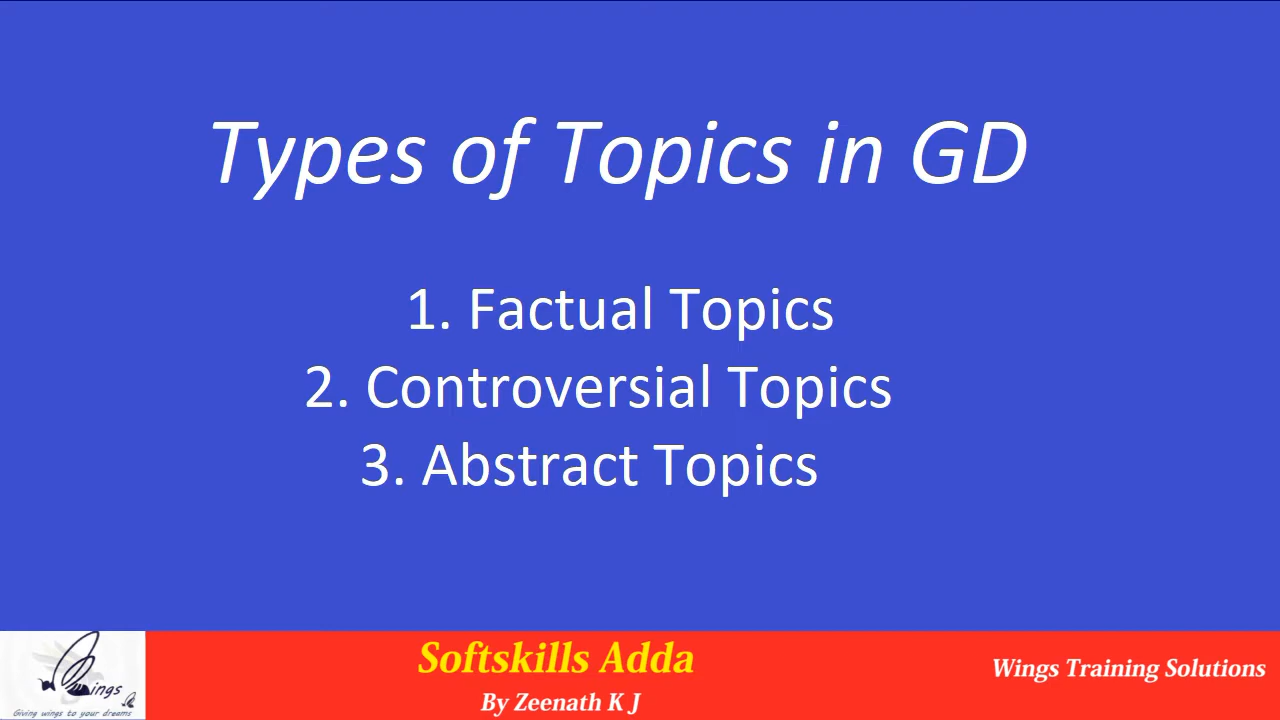 Types of Topics in GD
1. Factual Topics
2. Controversial Topics
3. Abstract Topics
Wings
Giving wings to your dreams
Softskills Adda
By Zeenath K J
Wings Training Solutions